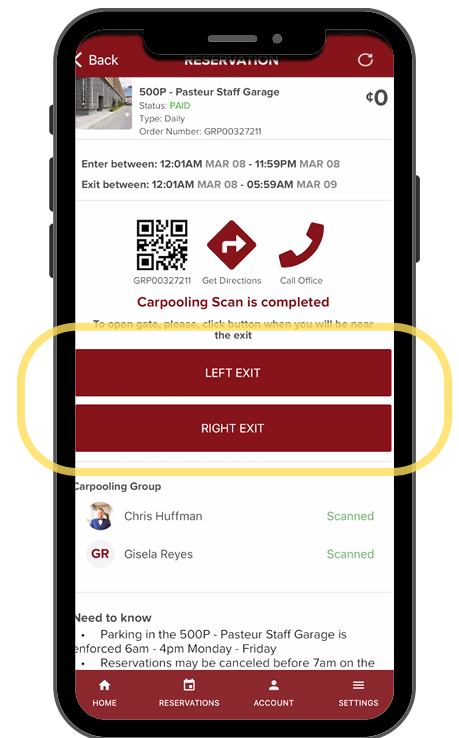 Back
RESERVATION
500P - Pasteur Staff Garage
¢0
Status: PAID
Type: Daily
Order Number: GRP00327211
Enter between: 12:01AM MAR 08 - 11:59PM MAR 08
Exit between: 12:01AM MAR 08 - 05:59AM MAR 09
GRP00327211
Get Directions
Call Office
Carpooling Scan is completed
To open gate, please, click button when you will be near
the exit
LEFT EXIT
RIGHT EXIT
Carpooling Group
Chris Huffman
Scanned
GR
Gisela Reyes
Scanned
Need to know
• Parking in the 500P - Pasteur Staff Garage is
enforced 6am - 4pm Monday - Friday
• Reservations may be canceled before 7am on the
HOME
RESERVATIONS
ACCOUNT
SETTINGS